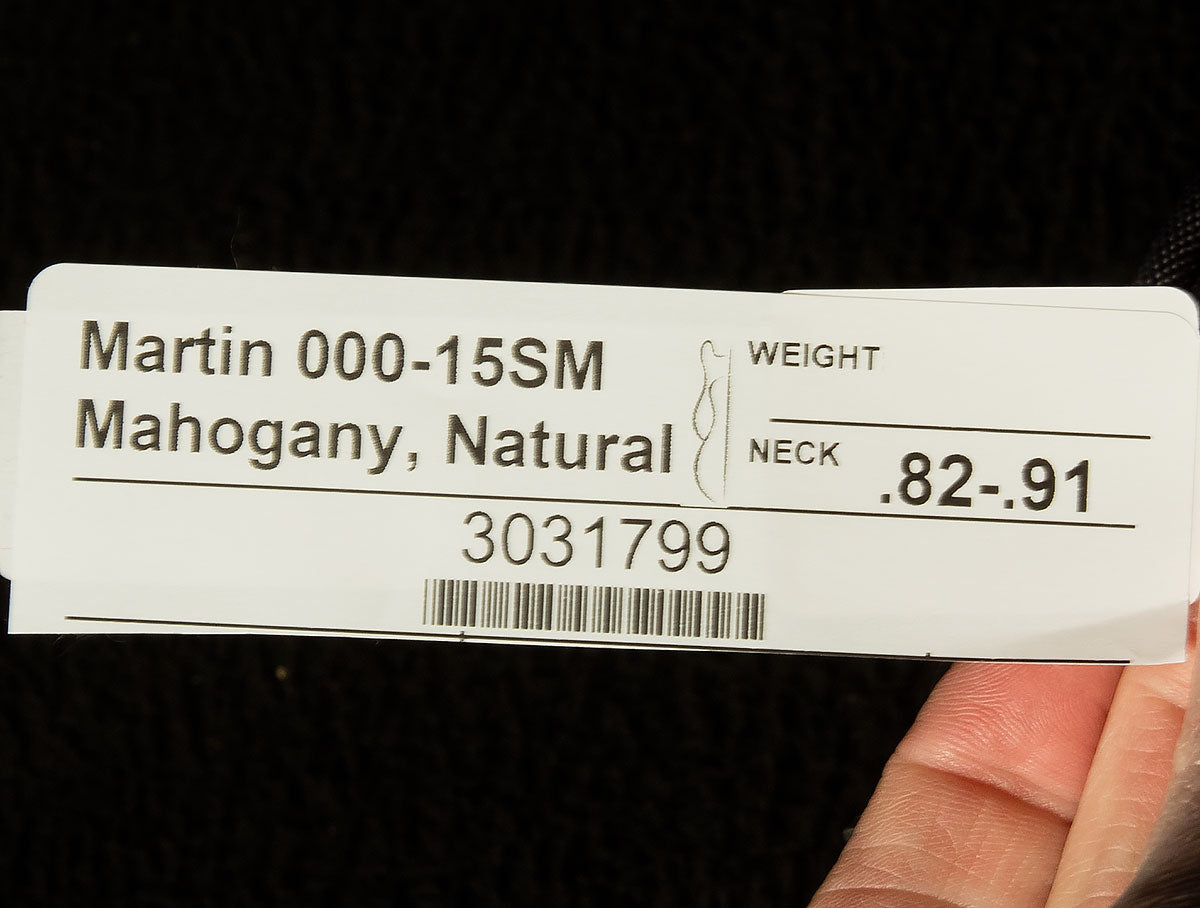 Martin 000-15SM
Mahogany, Natural
WEIGHT
NECK .82-.91
3031799